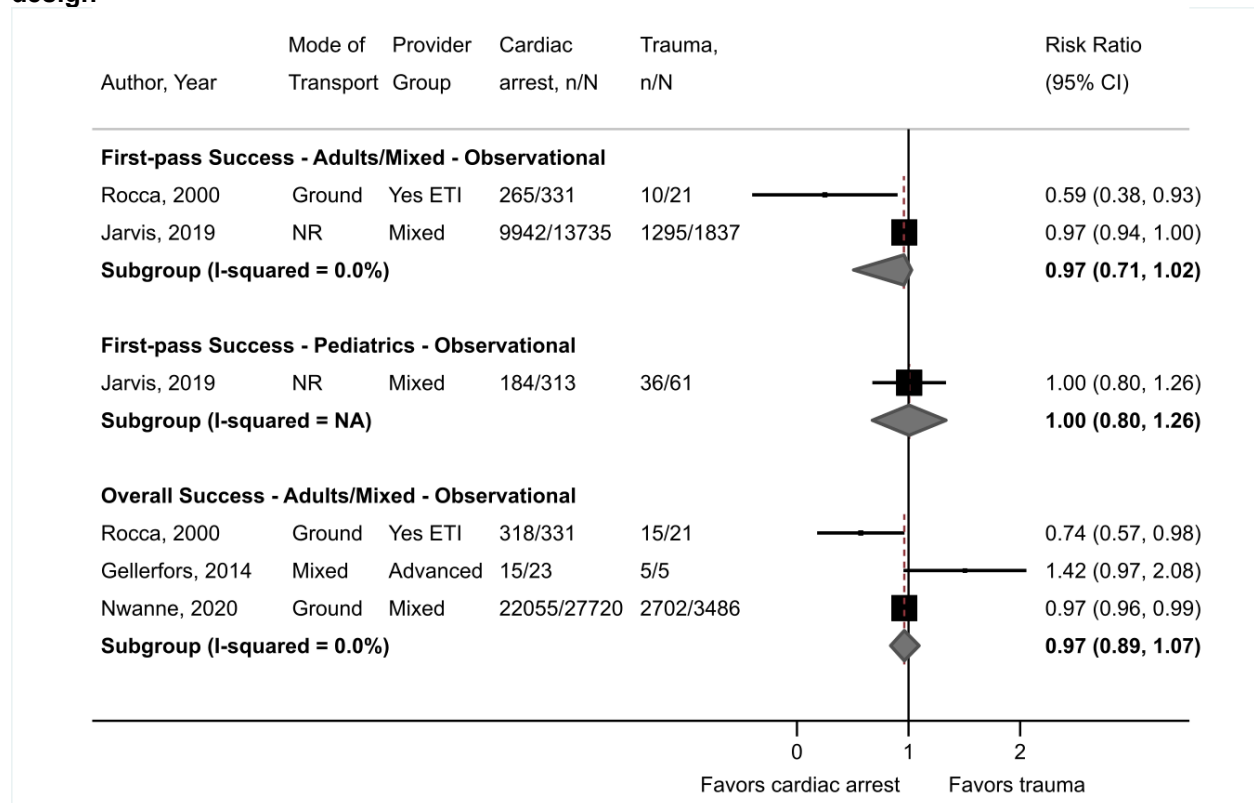 design
Mode of Provider Cardiac Trauma, Risk Ratio
Author, Year Transport Group arrest, n/N n/N (95% CI)
First-pass Success - Adults/Mixed - Observational
Rocca, 2000 Ground Yes ETI 265/331 10/21 0.59 (0.38, 0.93)
Jarvis, 2019 NR Mixed 9942/13735 1295/1837 0.97 (0.94, 1.00)
Subgroup (I-squared = 0.0%) 0.97 (0.71, 1.02)
First-pass Success - Pediatrics - Observational
Jarvis, 2019 NR Mixed 184/313 36/61 1.00 (0.80, 1.26)
Subgroup (I-squared = NA) 1.00 (0.80, 1.26)
Overall Success - Adults/Mixed - Observational
Rocca, 2000 Ground Yes ETI 318/331 15/21 0.74 (0.57, 0.98)
Gellerfors, 2014 Mixed Advanced 15/23 5/5 1.42 (0.97, 2.08)
Nwanne, 2020 Ground Mixed 22055/27720 2702/3486 0.97 (0.96, 0.99)
Subgroup (I-squared = 0.0%) 0.97 (0.89, 1.07)
0 1 2
Favors cardiac arrest Favors trauma